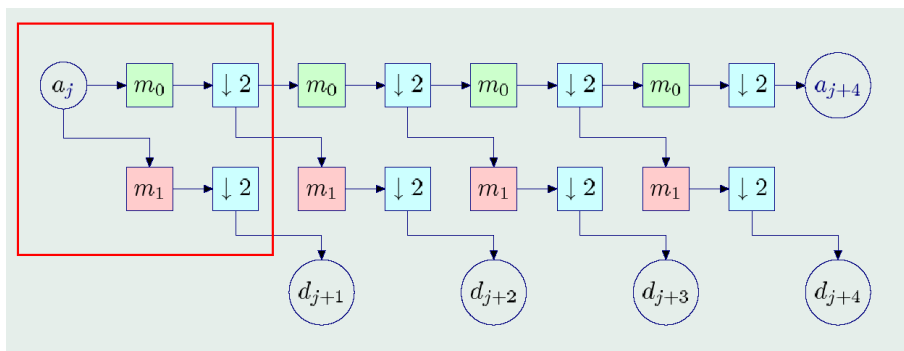 a_j m_0 ↓2 m_0 ↓2 m_0 ↓2 m_0 ↓2 a_{j+4}
m_1 ↓2 m_1 ↓2 m_1 ↓2 m_1 ↓2
d_{j+1} d_{j+2} d_{j+3} d_{j+4}